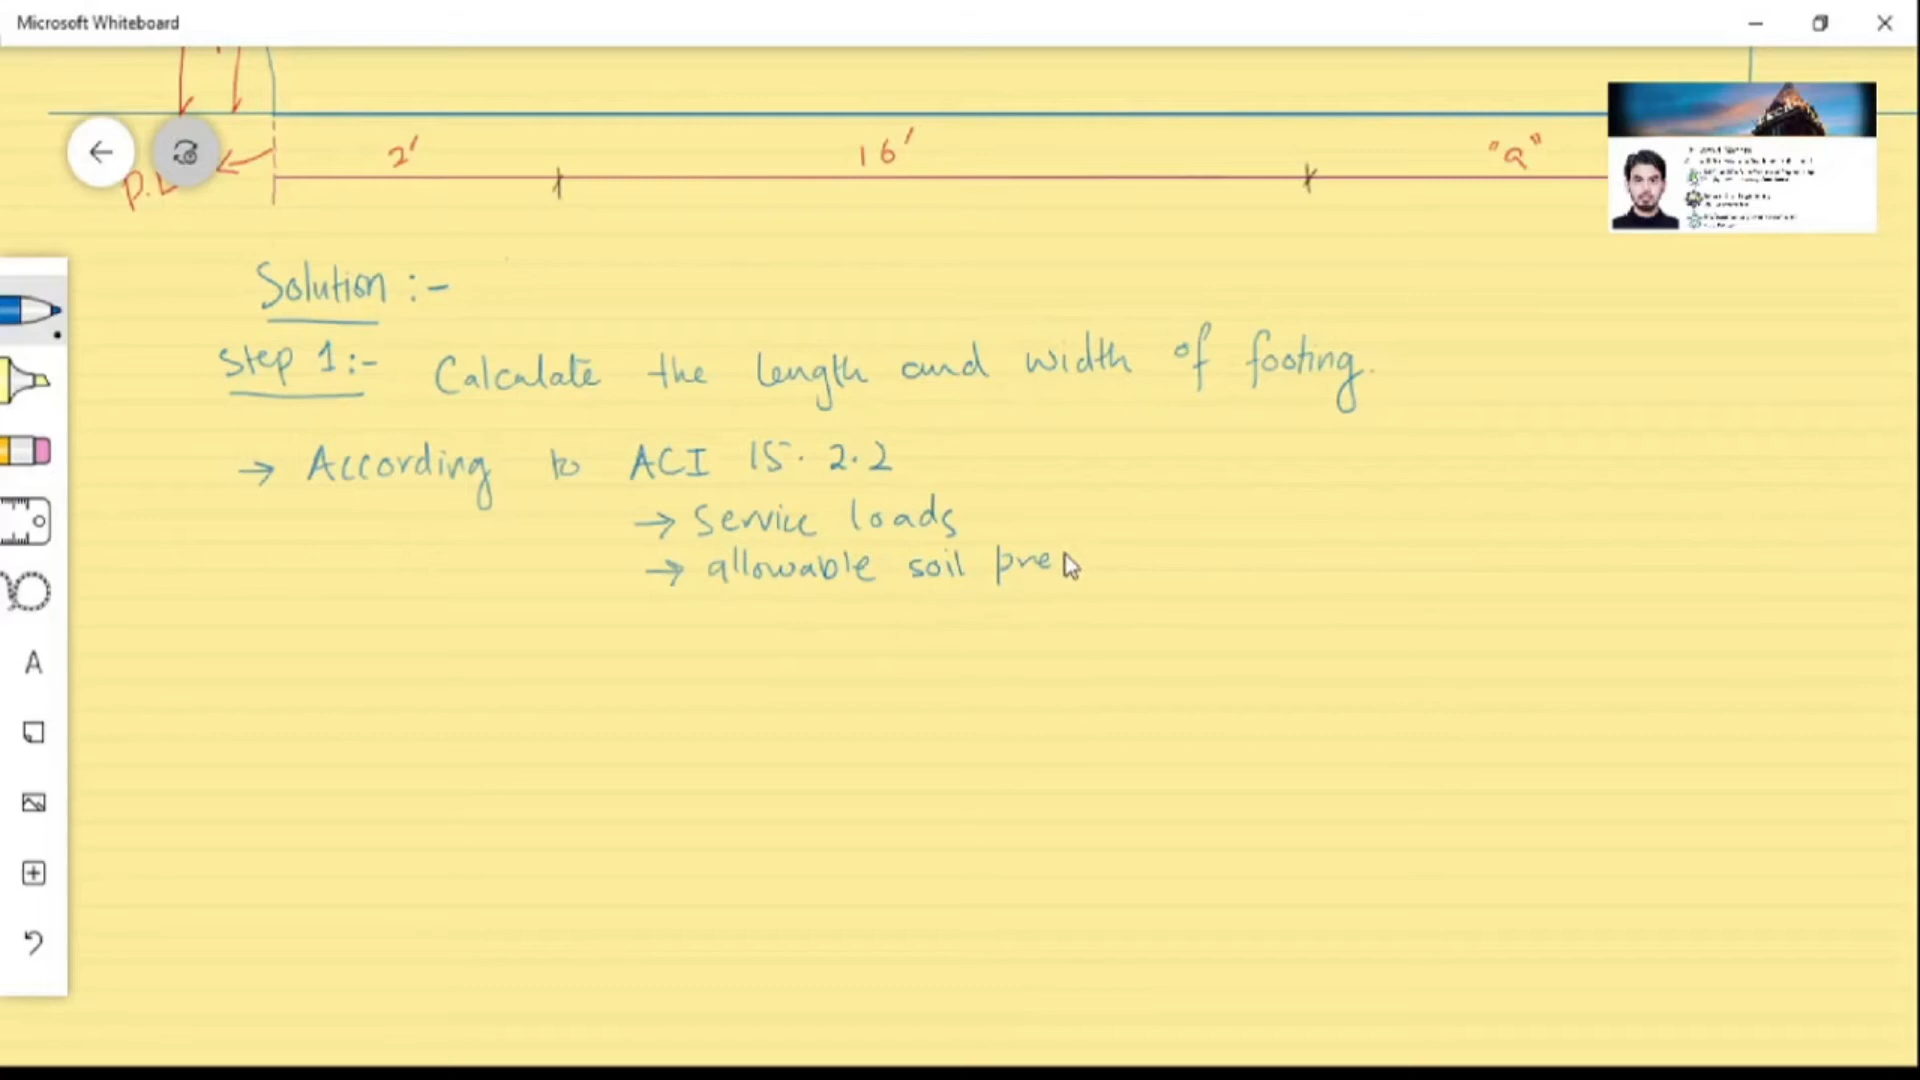 Microsoft Whiteboard
2' 16' "a"
P.L
Solution :-
Step 1:- Calculate the length and width of footing.
→ According to ACI 15.2.2
→ Service loads
→ allowable soil pre
A